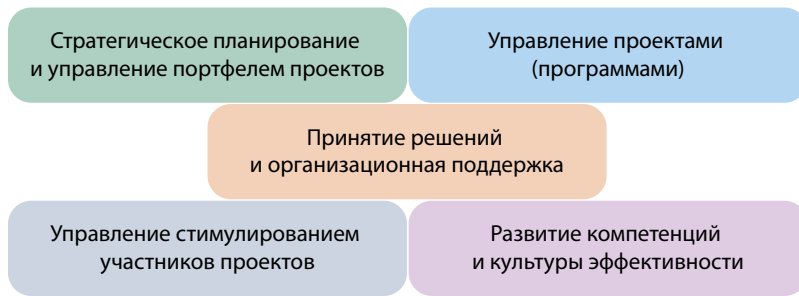 Стратегическое планирование
и управление портфелем проектов
Управление проектами
(программами)
Принятие решений
и организационная поддержка
Управление стимулированием
участников проектов
Развитие компетенций
и культуры эффективности